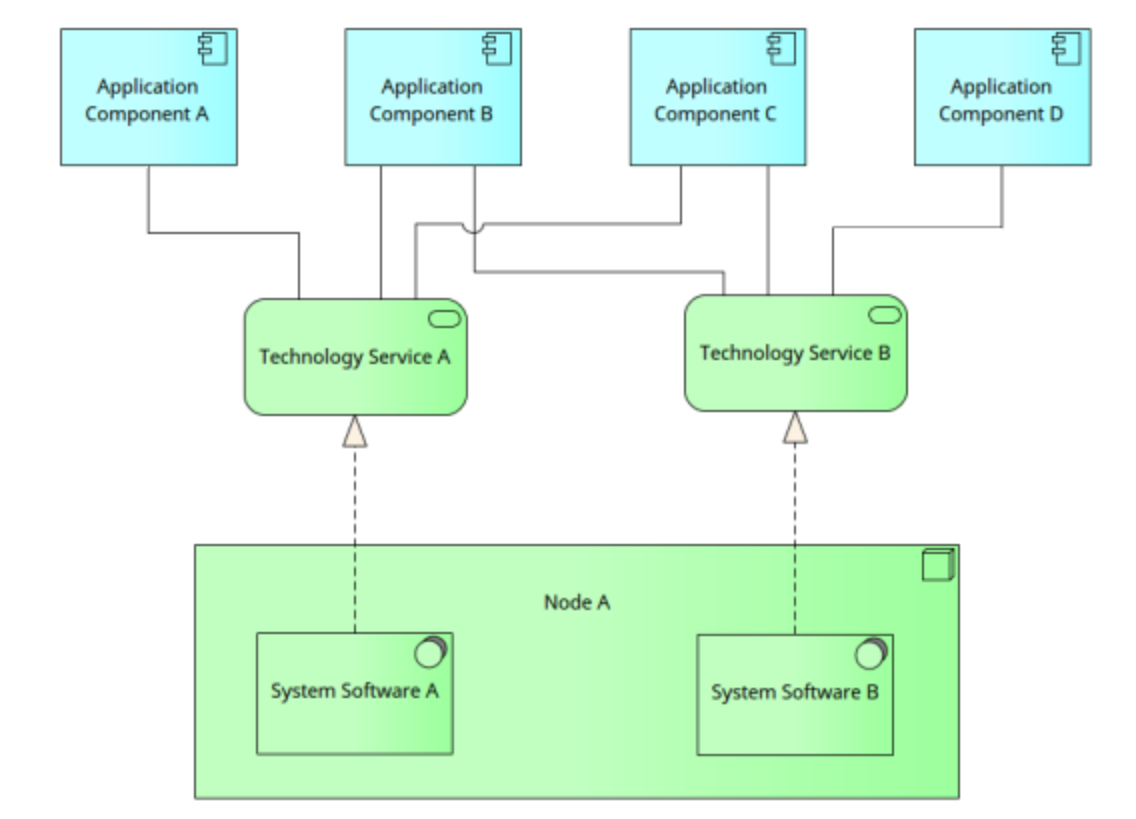 Application
Component A
Application
Component B
Application
Component C
Application
Component D
Technology Service A
Technology Service B
Node A
System Software A
System Software B